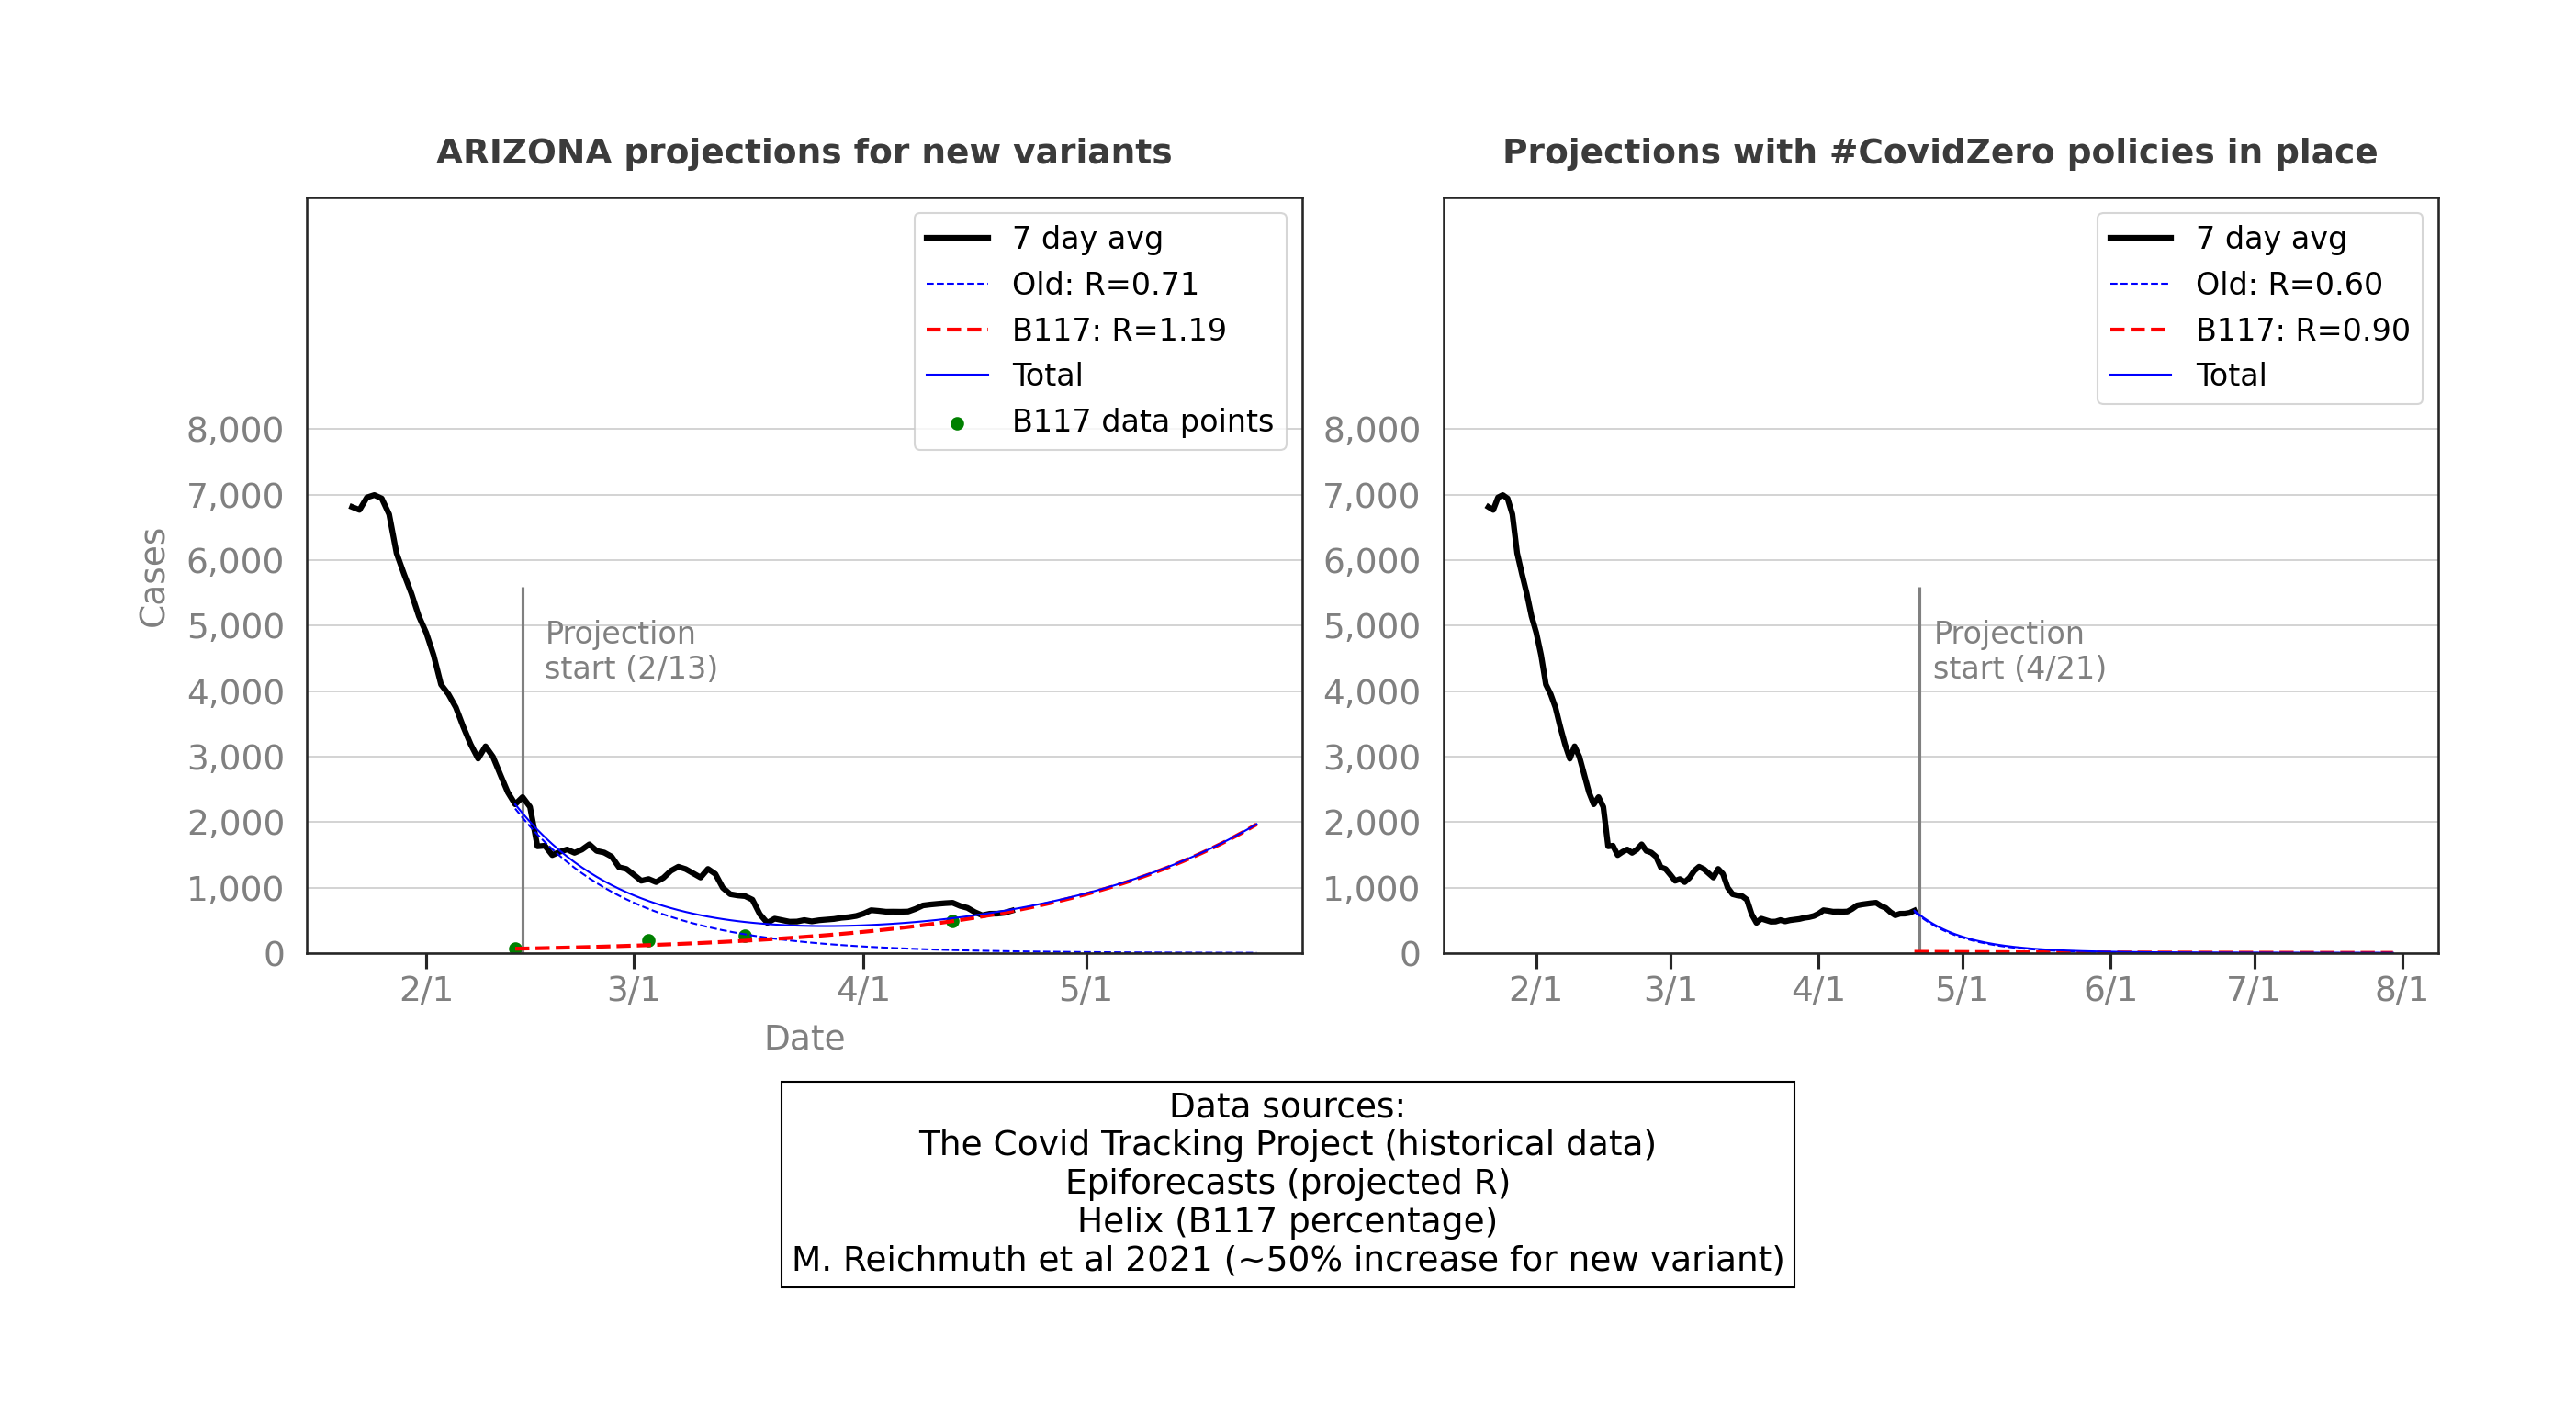 ARIZONA projections for new variants
7 day avg
Old: R=0.71
B117: R=1.19
Total
B117 data points
8,000
7,000
6,000
5,000
4,000
3,000
2,000
1,000
0
Cases
Projection
start (2/13)
2/1
3/1
4/1
5/1
Date
Projections with #CovidZero policies in place
7 day avg
Old: R=0.60
B117: R=0.90
Total
8,000
7,000
6,000
5,000
4,000
3,000
2,000
1,000
0
Projection
start (4/21)
2/1
3/1
4/1
5/1
6/1
7/1
8/1
Data sources:
The Covid Tracking Project (historical data)
Epiforecasts (projected R)
Helix (B117 percentage)
M. Reichmuth et al 2021 (~50% increase for new variant)